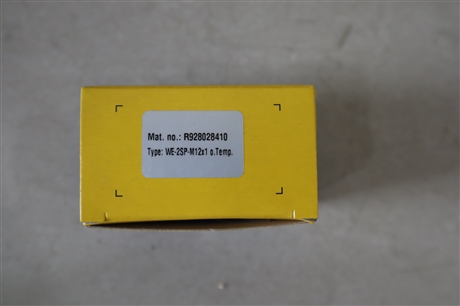 Mat. no.: R928028410
Type: WE-2SP-M12x1 o.Temp.